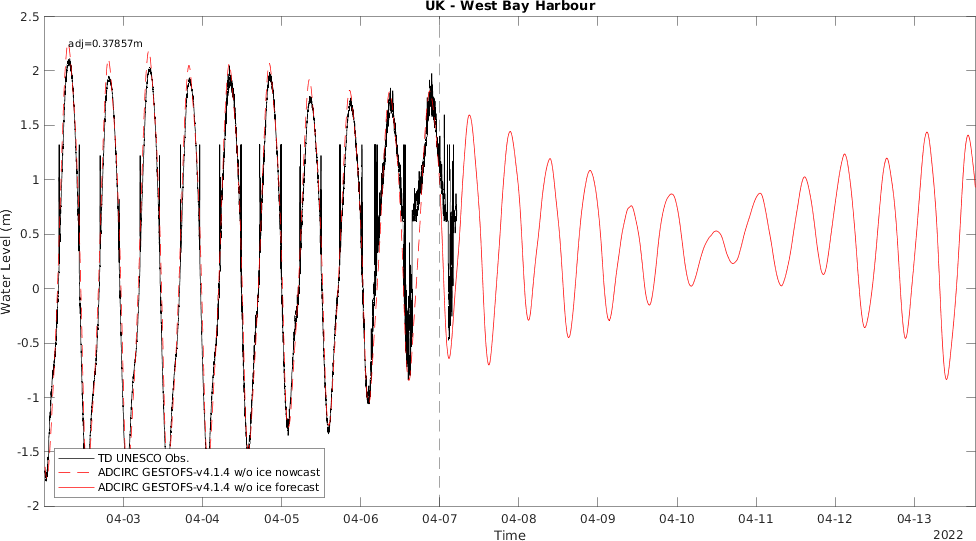 UK - West Bay Harbour
2.5
adj=0.37857m
2
1.5
1
0.5
0
-0.5
-1
-1.5
-2
Water Level (m)
TD UNESCO Obs.
ADCIRC GESTOFS-v4.1.4 w/o ice nowcast
ADCIRC GESTOFS-v4.1.4 w/o ice forecast
04-03 04-04 04-05 04-06 04-07 04-08 04-09 04-10 04-11 04-12 04-13
Time
2022